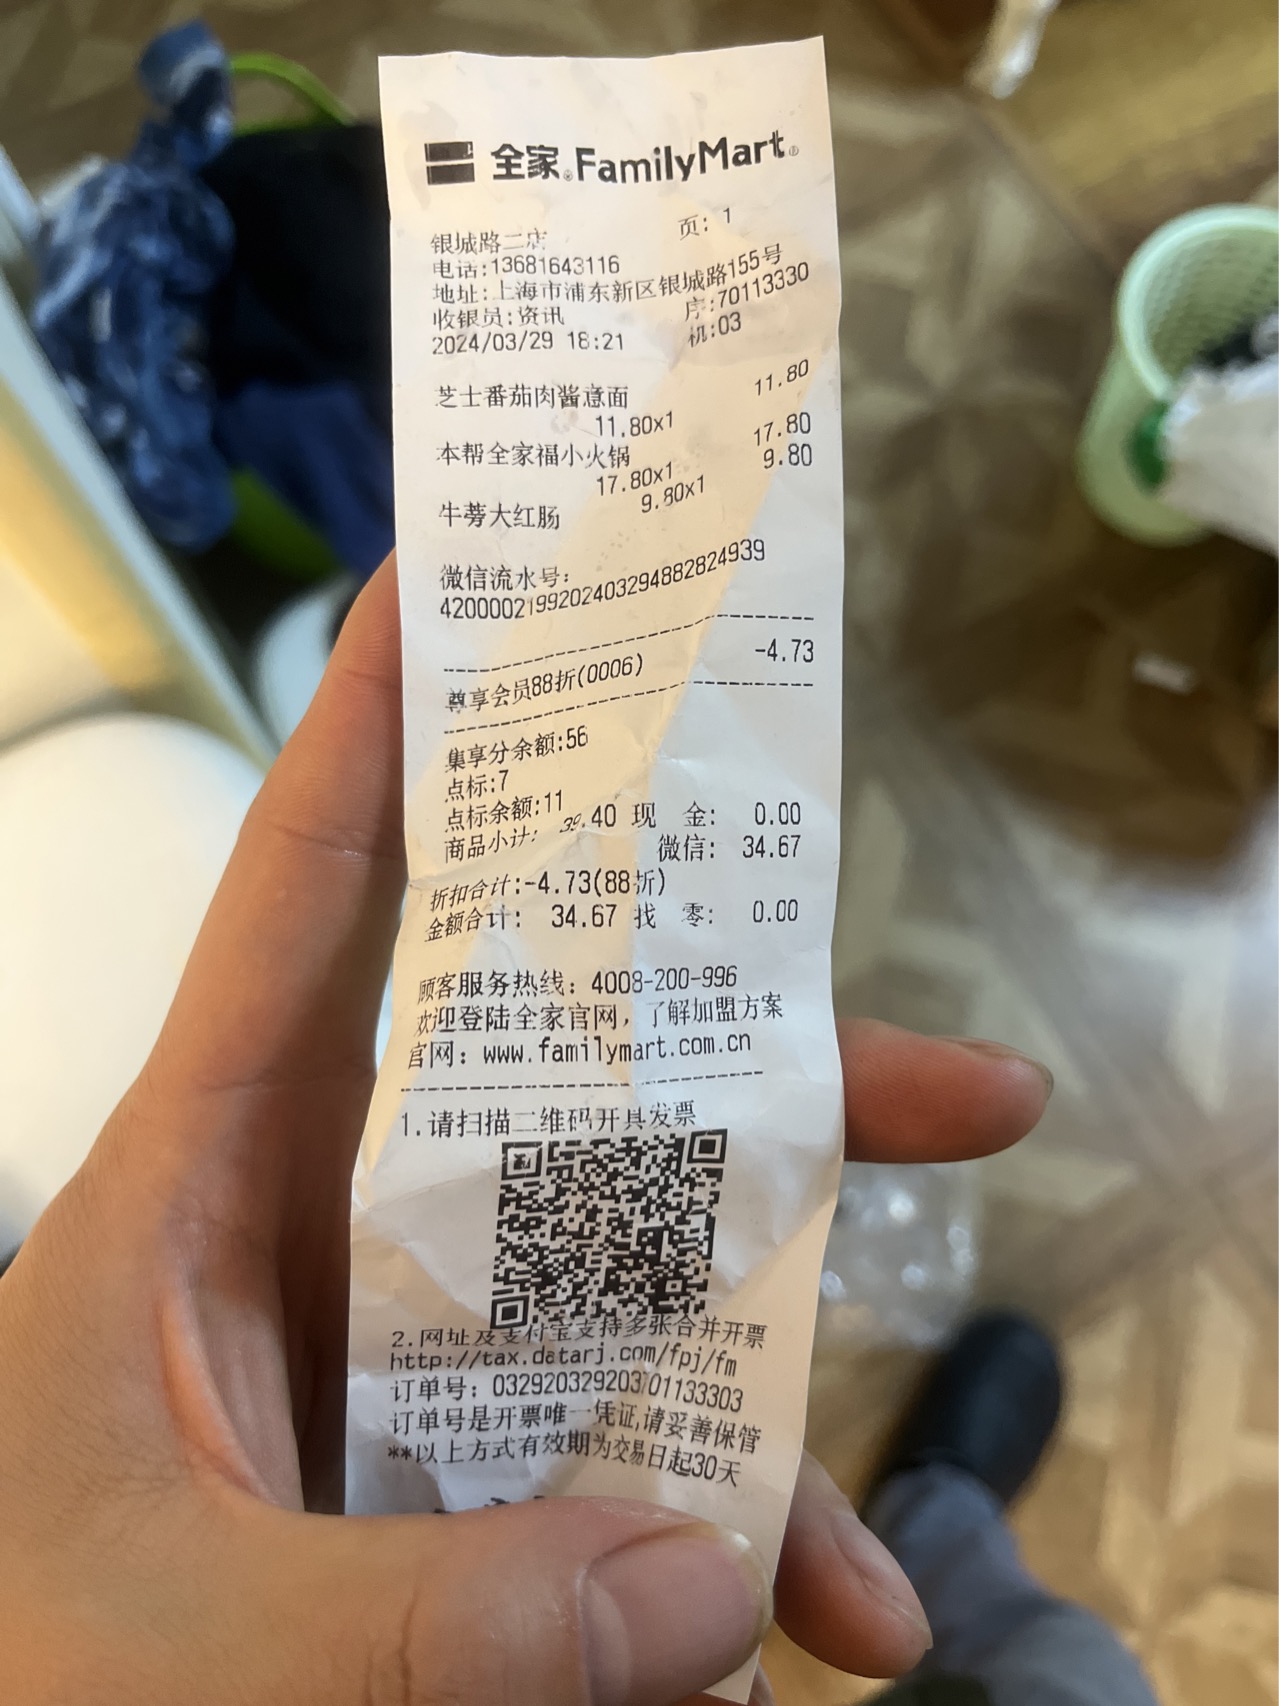 全家®FamilyMart®
页: 1
银城路二店
电话:13681643116
地址:上海市浦东新区银城路155号
收银员:资讯 序:70113330
2024/03/29 18:21 机:03
芝士番茄肉酱意面 11.80
11.80x1
本帮全家福小火锅 17.80
17.80x1
牛蒡大红肠 9.80
9.80x1
微信流水号:
4200002199202403294882824939
尊享会员88折(0006) -4.73
集享分余额:56
点标:7
点标余额:11
商品小计: 39.40 现 金: 0.00
微信: 34.67
折扣合计:-4.73(88折)
金额合计: 34.67 找 零: 0.00
顾客服务热线: 4008-200-996
欢迎登陆全家官网, 了解加盟方案
官网: www.familymart.com.cn
1.请扫描二维码开具发票
2.网址及支付宝支持多张合并开票
http://tax.datarj.com/fpj/fm
订单号: 032920329203701133303
订单号是开票唯一凭证,请妥善保管
**以上方式有效期为交易日起30天